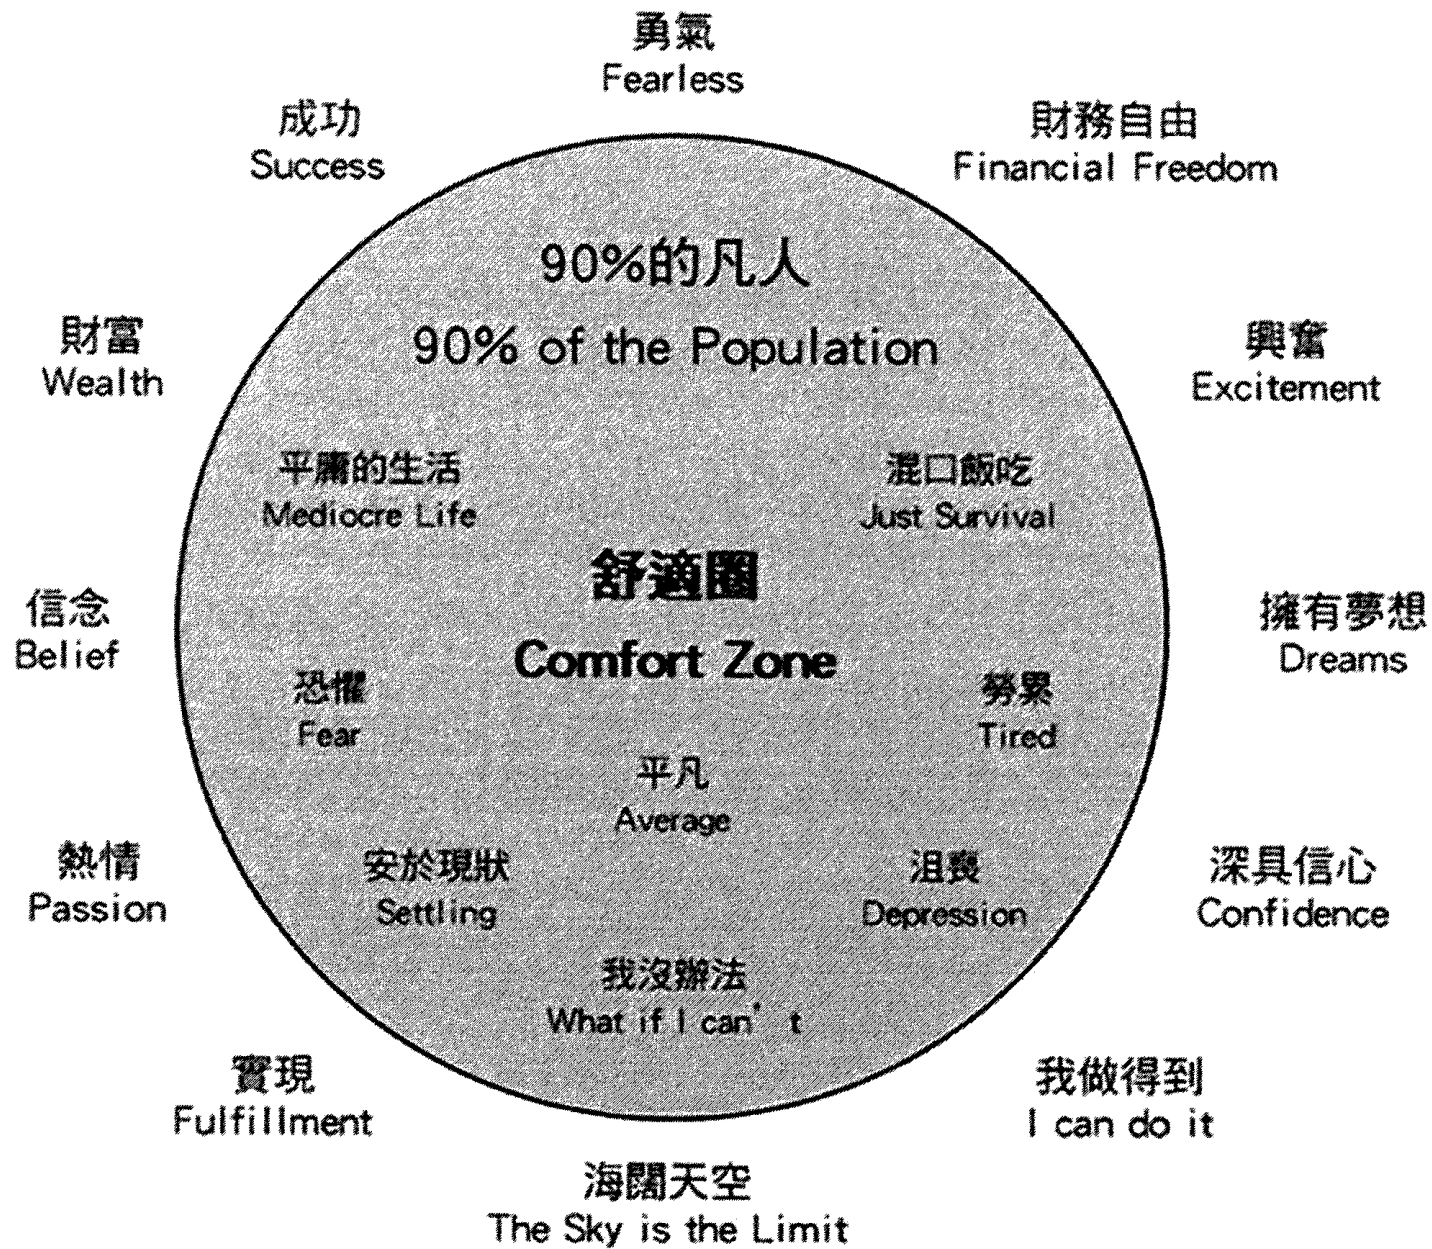 勇氣
Fearless
成功
Success
財務自由
Financial Freedom
90%的凡人
90% of the Population
財富
Wealth
興奮
Excitement
平庸的生活
Mediocre Life
混口飯吃
Just Survival
舒適圈
Comfort Zone
信念
Belief
擁有夢想
Dreams
恐懼
Fear
勞累
Tired
平凡
Average
熱情
Passion
安於現狀
Settling
沮喪
Depression
深具信心
Confidence
我沒辦法
What if I can't
實現
Fulfillment
我做得到
I can do it
海闊天空
The Sky is the Limit